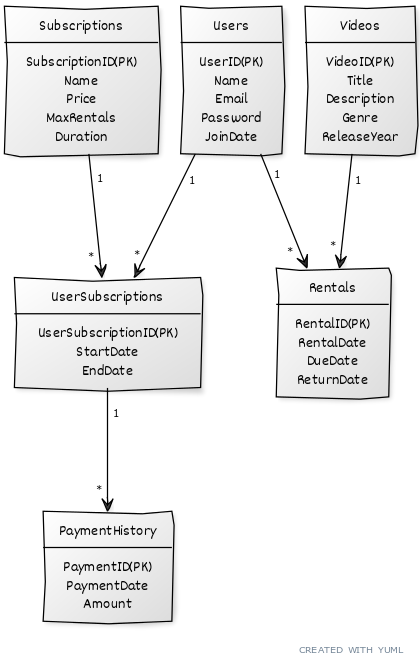 Subscriptions
SubscriptionID(PK)
Name
Price
MaxRentals
Duration
Users
UserID(PK)
Name
Email
Password
JoinDate
Videos
VideoID(PK)
Title
Description
Genre
ReleaseYear
1
*
1
*
1
*
1
*
UserSubscriptions
UserSubscriptionID(PK)
StartDate
EndDate
Rentals
RentalID(PK)
RentalDate
DueDate
ReturnDate
1
*
PaymentHistory
PaymentID(PK)
PaymentDate
Amount
CREATED WITH YUML